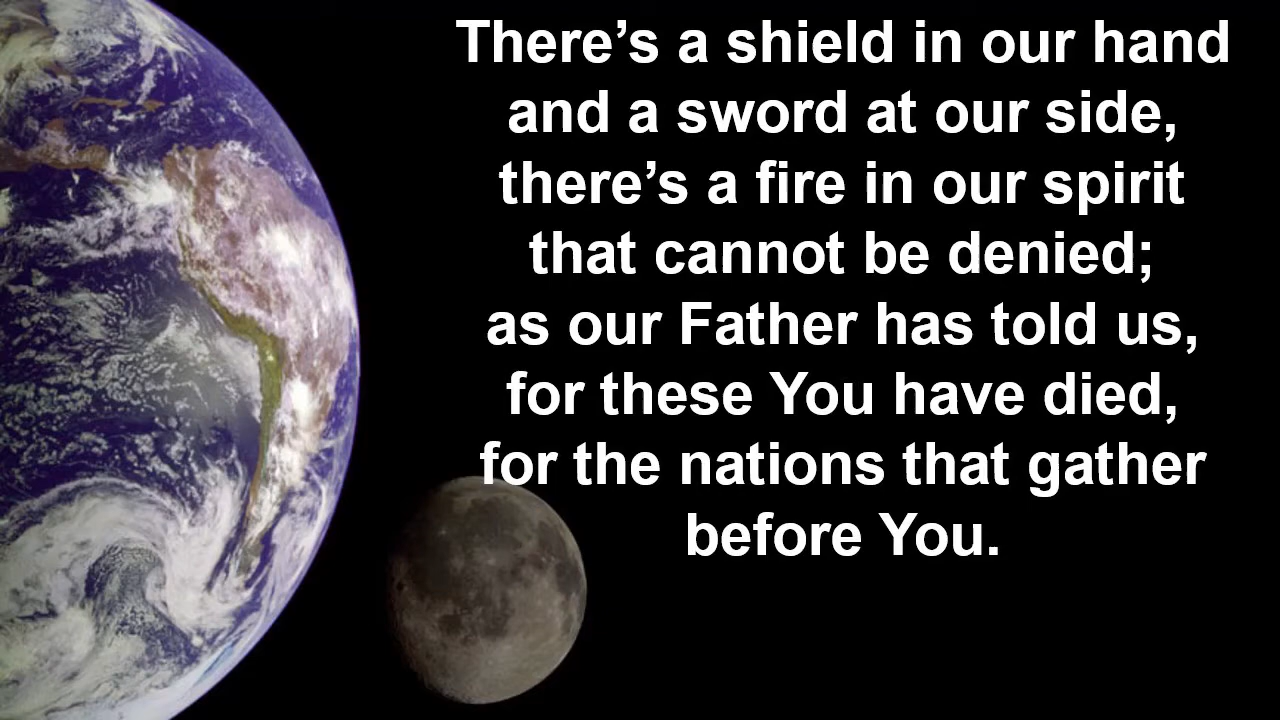 There’s a shield in our hand
and a sword at our side,
there’s a fire in our spirit
that cannot be denied;
as our Father has told us,
for these You have died,
for the nations that gather
before You.